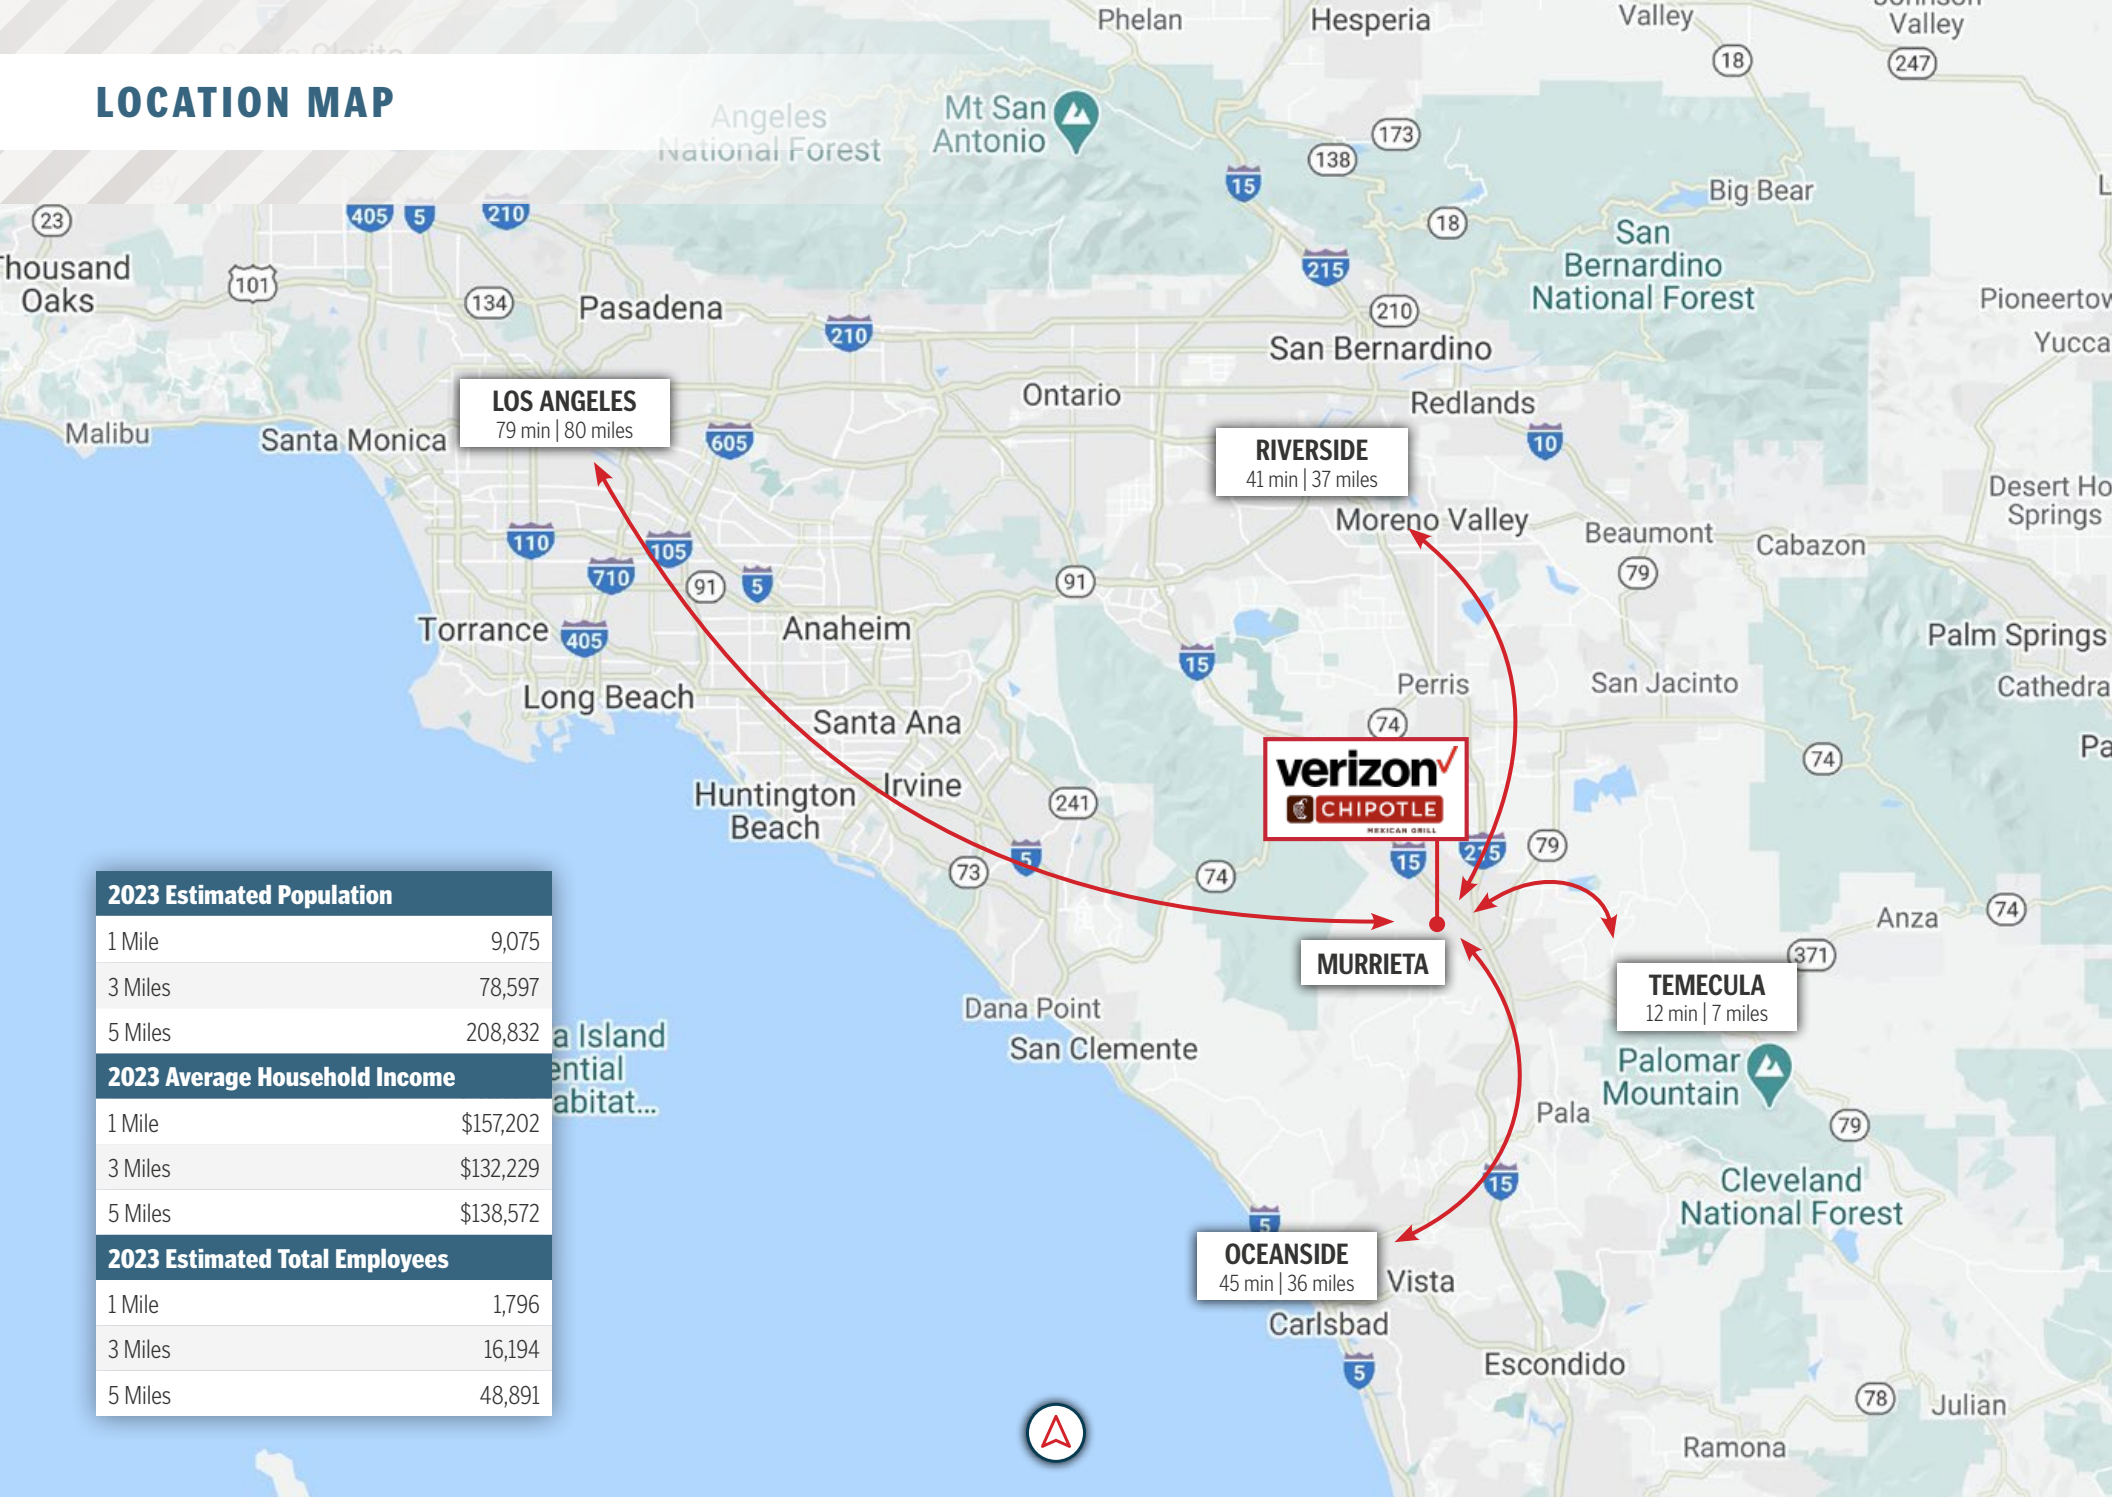 LOCATION MAP
Phelan
Hesperia
Valley
Valley
18
247
Angeles
National Forest
Mt San
Antonio
173
138
15
Big Bear
23
405
5
210
18
San
Bernardino
National Forest
Thousand
Oaks
101
134
Pasadena
210
215
210
San Bernardino
Ontario
Redlands
10
Malibu
Santa Monica
LOS ANGELES
79 min | 80 miles
605
RIVERSIDE
41 min | 37 miles
Moreno Valley
Beaumont
Cabazon
Springs
110
105
710
91
5
91
79
Torrance
405
Anaheim
15
Palm Springs
Long Beach
Santa Ana
Perris
San Jacinto
74
verizon
CHIPOTLE
MEXICAN GRILL
74
Huntington
Beach
Irvine
241
73
5
74
15
215
79
Anza
74
371
MURRIETA
TEMECULA
12 min | 7 miles
Dana Point
San Clemente
Palomar
Mountain
Pala
79
Cleveland
National Forest
15
5
OCEANSIDE
45 min | 36 miles
Vista
Carlsbad
5
Escondido
78
Julian
Ramona
a Island
ential
abitat...
2023 Estimated Population
1 Mile 9,075
3 Miles 78,597
5 Miles 208,832
2023 Average Household Income
1 Mile $157,202
3 Miles $132,229
5 Miles $138,572
2023 Estimated Total Employees
1 Mile 1,796
3 Miles 16,194
5 Miles 48,891